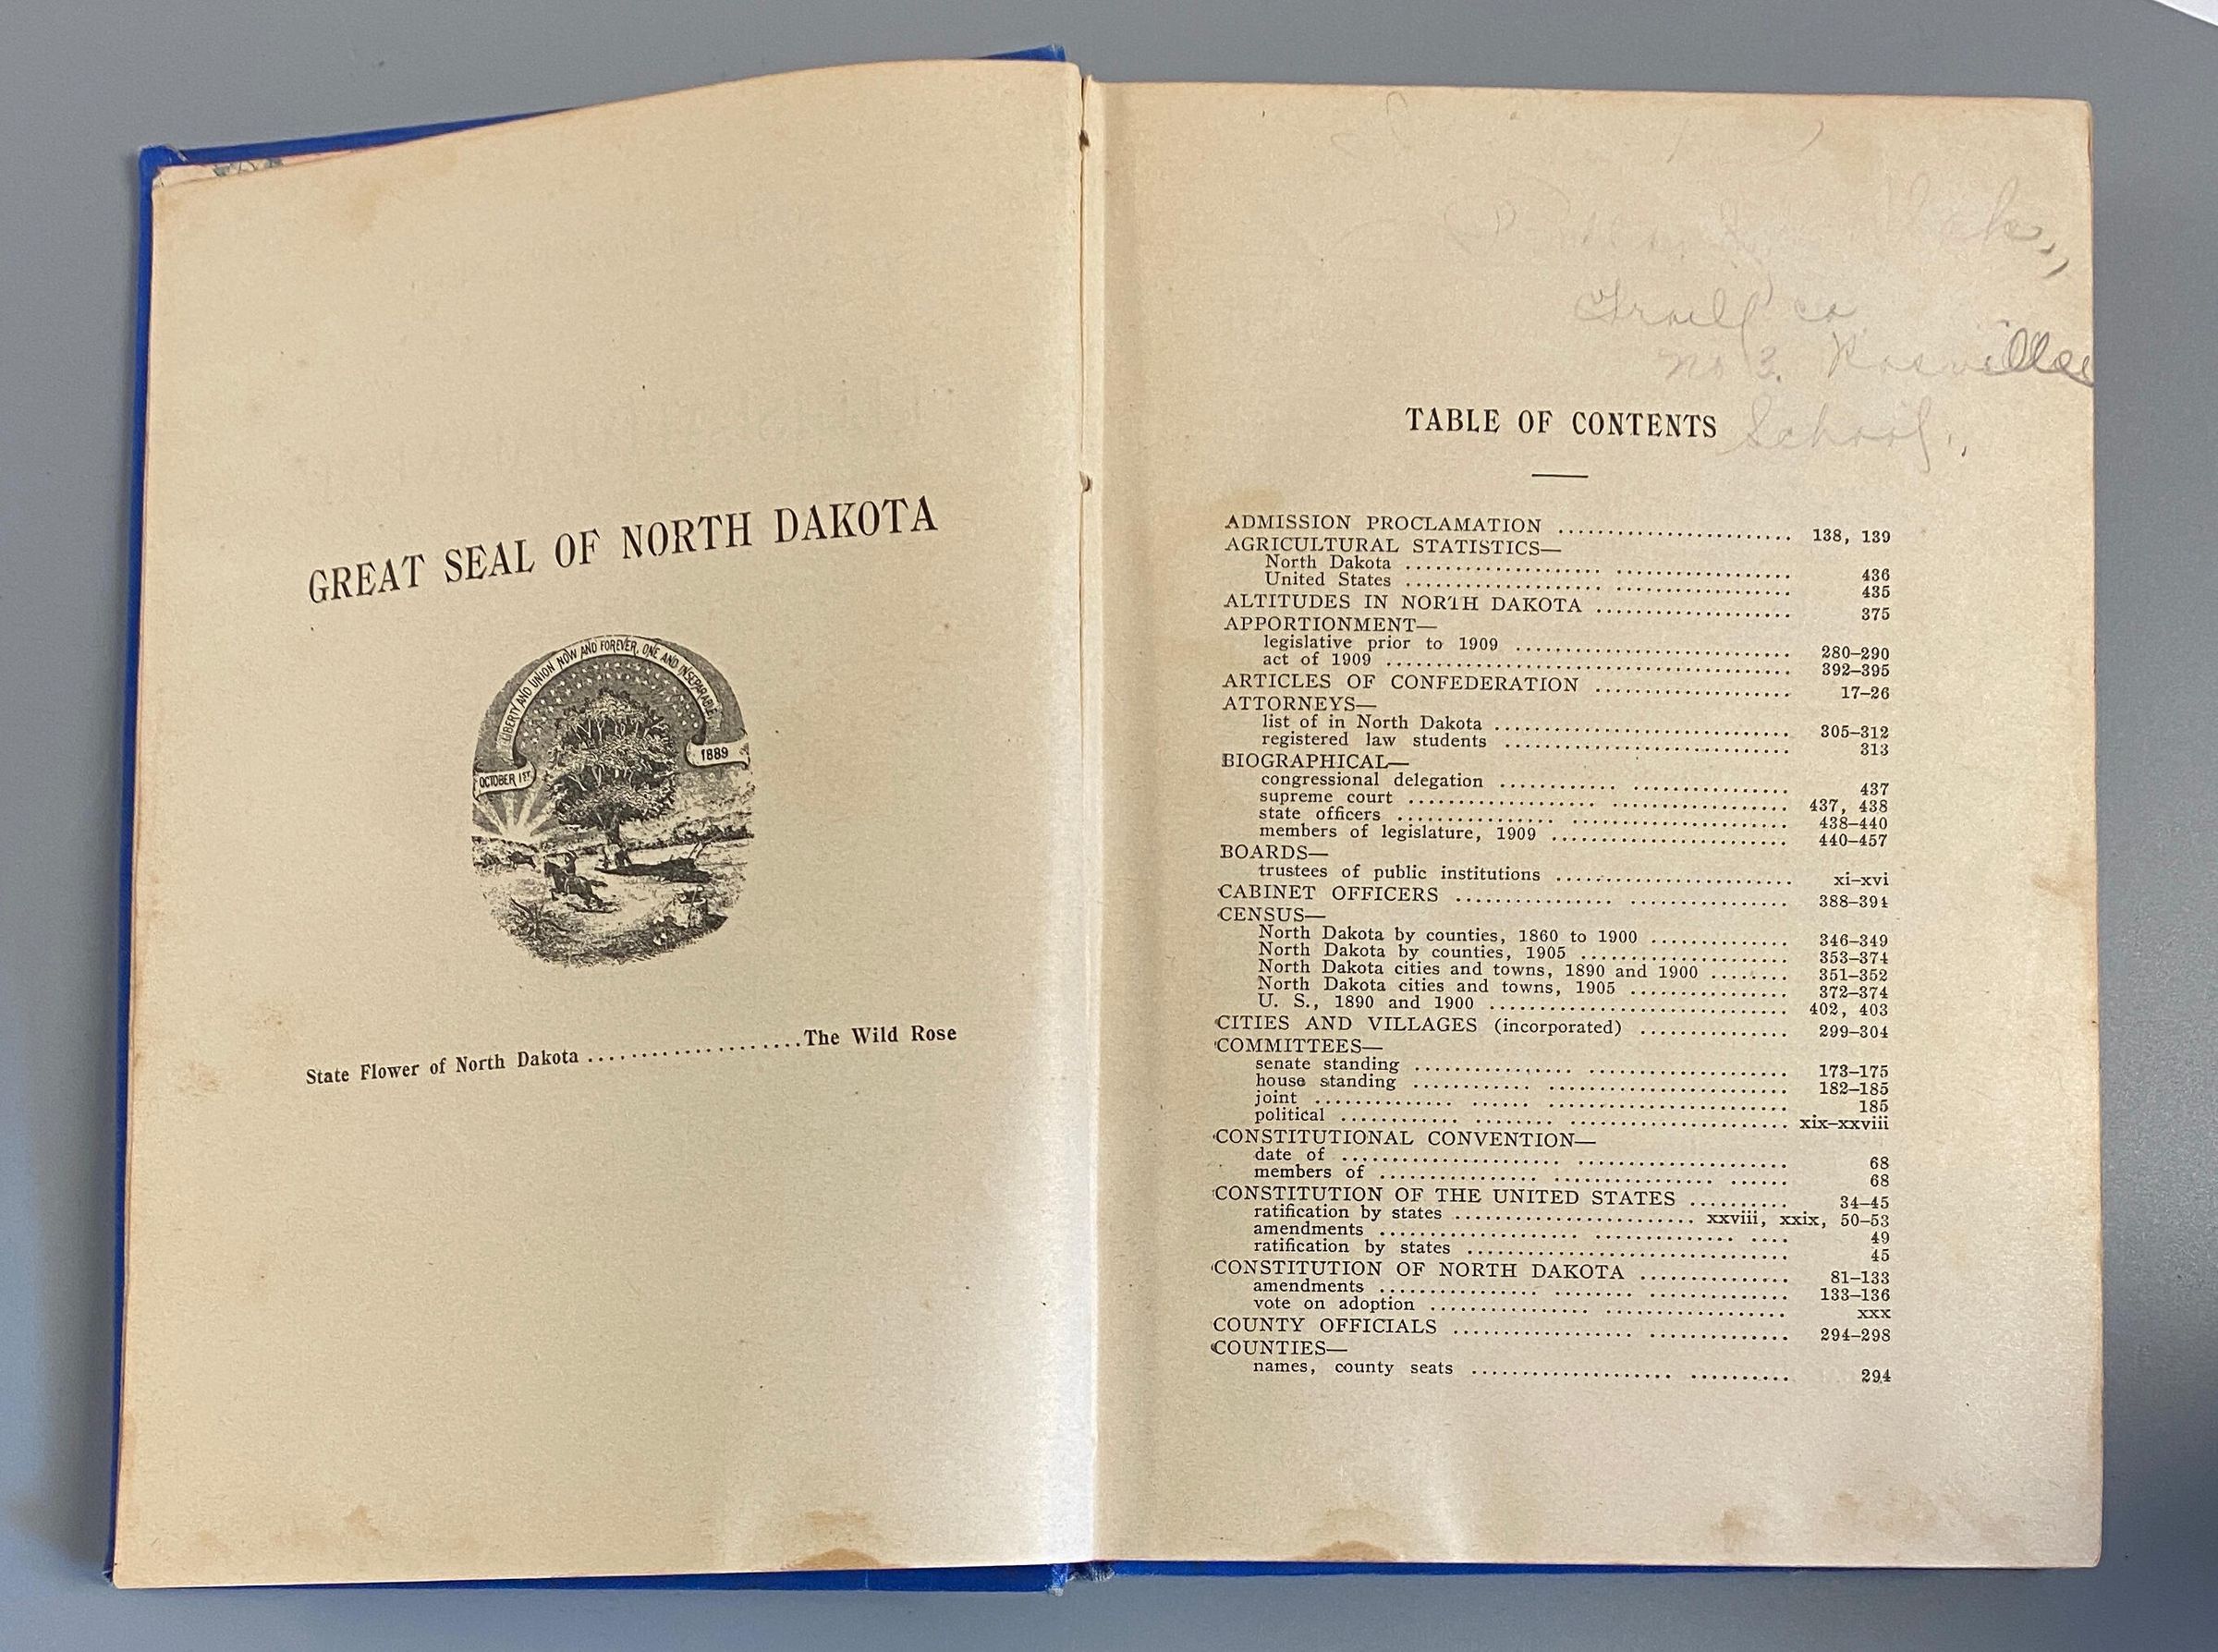 GREAT SEAL OF NORTH DAKOTA
LIBERTY AND UNION NOW AND FOREVER, ONE AND INSEPARABLE.
OCTOBER 1ST
1889
State Flower of North Dakota ....................The Wild Rose
co
No 3.
School.,
TABLE OF CONTENTS
ADMISSION PROCLAMATION ........................ 138, 139
AGRICULTURAL STATISTICS—
North Dakota .................... .................. 436
United States .................... .................. 435
ALTITUDES IN NORTH DAKOTA .................... 375
APPORTIONMENT—
legislative prior to 1909 ............................ 280–290
act of 1909 ......................................... 392–395
ARTICLES OF CONFEDERATION .................... 17–26
ATTORNEYS—
list of in North Dakota .............................. 305–312
registered law students ............................. 313
BIOGRAPHICAL—
congressional delegation ............ ................ 437
supreme court .................... .................. 437, 438
state officers ................ ...................... 438–440
members of legislature, 1909 ........................ 440–457
BOARDS—
trustees of public institutions ........................ xi–xvi
CABINET OFFICERS ................ ................ 388–391
CENSUS—
North Dakota by counties, 1860 to 1900 .............. 346–349
North Dakota by counties, 1905 ..................... 353–371
North Dakota cities and towns, 1890 and 1900 ........ 351–352
North Dakota cities and towns, 1905 ................ 372–374
U. S., 1890 and 1900 .............................. 402, 403
CITIES AND VILLAGES (incorporated) ............... 299–304
COMMITTEES—
senate standing ................ .................... 173–175
house standing ............ ........................ 182–185
joint .............. ...... ........................ 185
political ............ ........ ...................... xix–xxviii
CONSTITUTIONAL CONVENTION—
date of ...................... ..................... 68
members of ................ ................ ...... 68
CONSTITUTION OF THE UNITED STATES .......... 34–45
ratification by states ........................ xxviii, xxix, 50–53
amendments .................... .............. .... 49
ratification by states ................................ 45
CONSTITUTION OF NORTH DAKOTA ............... 81–133
amendments ................ ........ .............. 133–136
vote on adoption ................ .................. xxx
COUNTY OFFICIALS .................. .............. 294–298
COUNTIES—
names, county seats .................... .......... 294